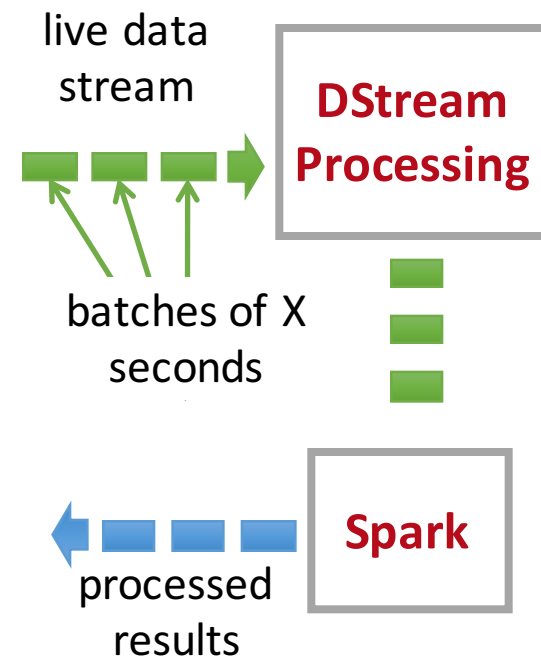 live data
stream
DStream
Processing
batches of X
seconds
Spark
processed
results